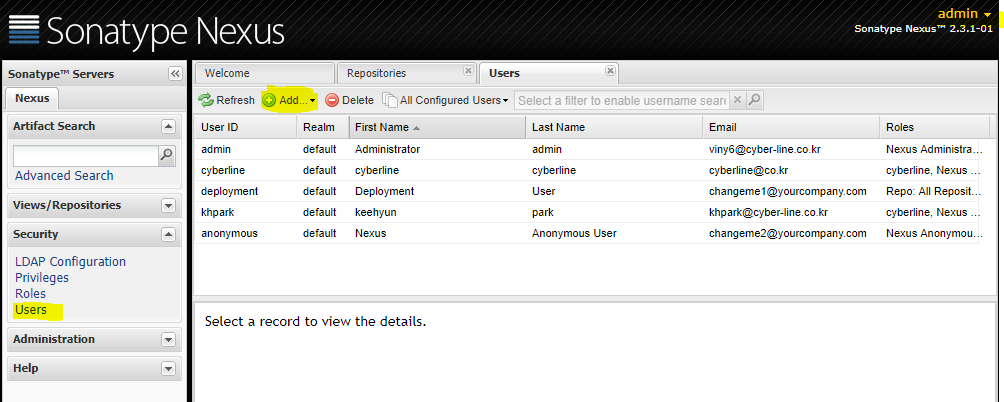 Sonatype Nexus
admin
Sonatype Nexus™ 2.3.1-01
Sonatype™ Servers
Nexus
Artifact Search
Advanced Search
Views/Repositories
Security
LDAP Configuration
Privileges
Roles
Users
Administration
Help
Welcome Repositories Users
Refresh Add... Delete All Configured Users Select a filter to enable username sear
User ID Realm First Name Last Name Email Roles
admin default Administrator admin viny6@cyber-line.co.kr Nexus Administra...
cyberline default cyberline cyberline cyberline@co.kr cyberline, Nexus ...
deployment default Deployment User changeme1@yourcompany.com Repo: All Reposit...
khpark default keehyun park khpark@cyber-line.co.kr cyberline, Nexus ...
anonymous default Nexus Anonymous User changeme2@yourcompany.com Nexus Anonymou...
Select a record to view the details.